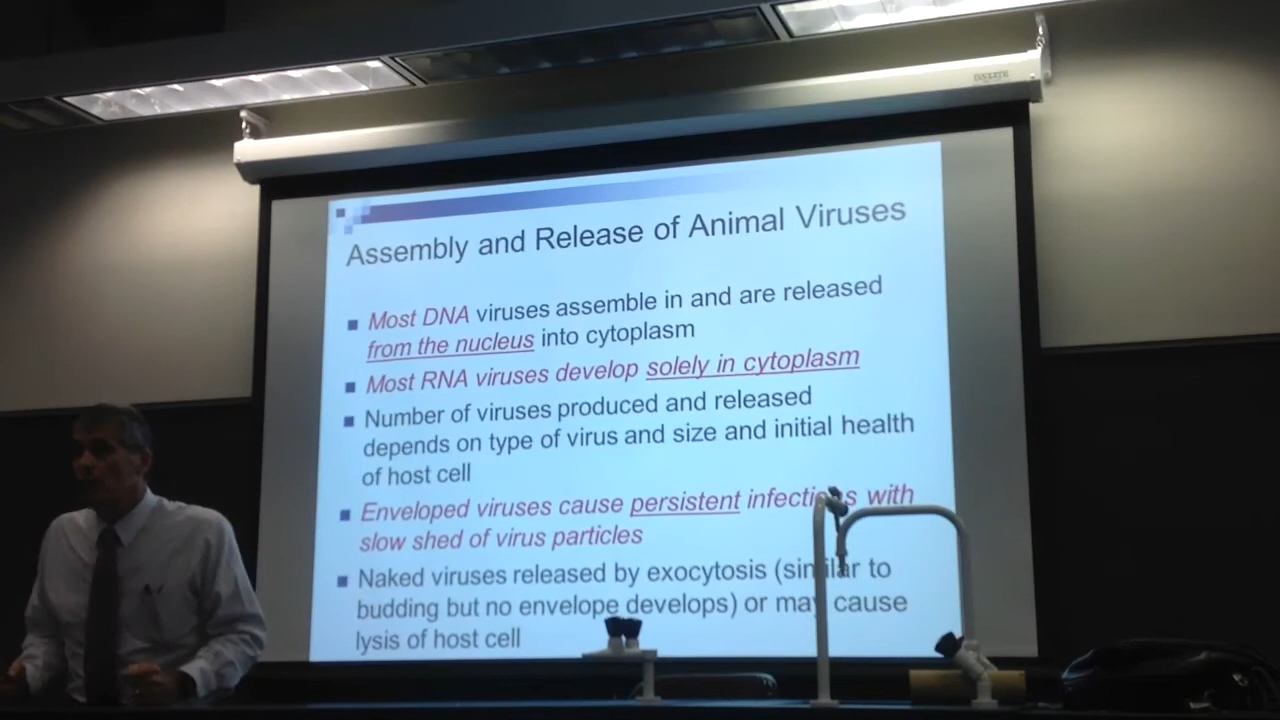 Assembly and Release of Animal Viruses
Most DNA viruses assemble in and are released
from the nucleus into cytoplasm
Most RNA viruses develop solely in cytoplasm
Number of viruses produced and released
depends on type of virus and size and initial health
of host cell
Enveloped viruses cause persistent infections with
slow shed of virus particles
Naked viruses released by exocytosis (similar to
budding but no envelope develops) or may cause
lysis of host cell